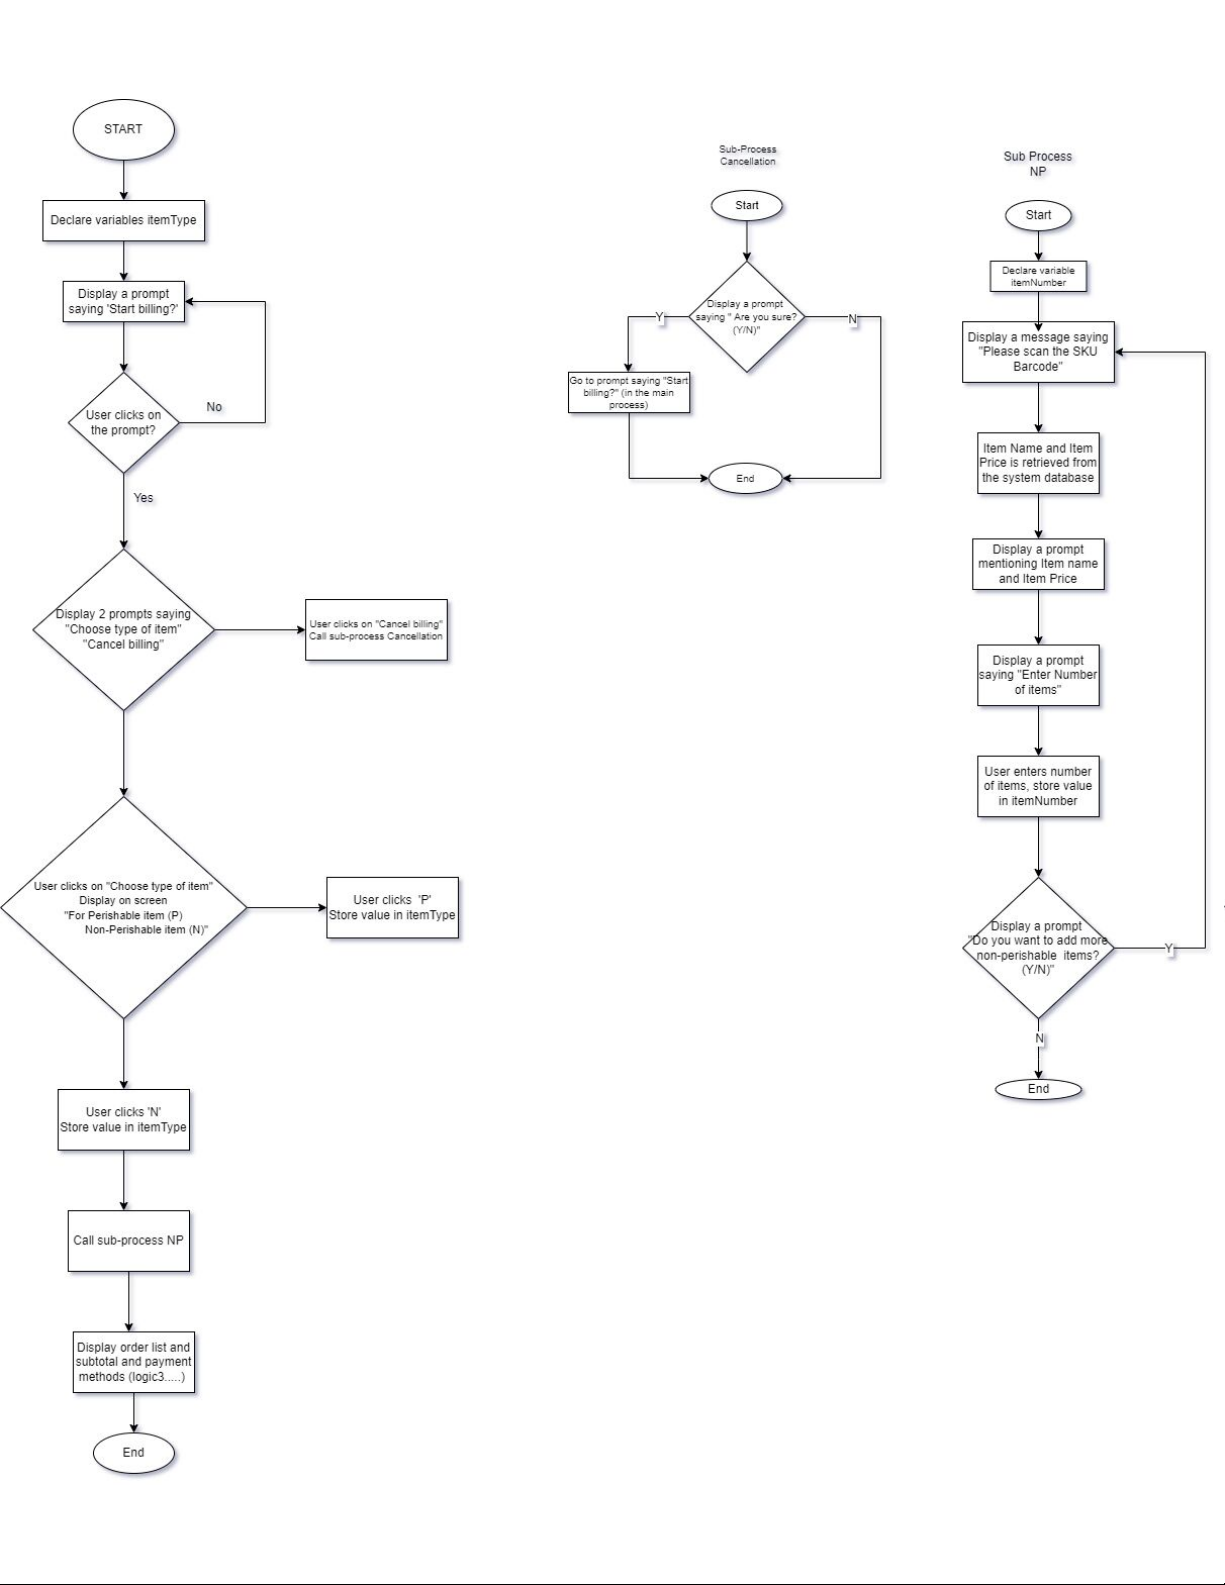 START
Declare variables itemType
Display a prompt
saying 'Start billing?'
User clicks on
the prompt?
No
Yes
Display 2 prompts saying
"Choose type of item"
"Cancel billing"
User clicks on "Cancel billing"
Call sub-process Cancellation
User clicks on "Choose type of item"
Display on screen
"For Perishable item (P)
Non-Perishable item (N)"
User clicks 'P'
Store value in itemType
User clicks 'N'
Store value in itemType
Call sub-process NP
Display order list and
subtotal and payment
methods (logic3.....)
End
Sub-Process
Cancellation
Start
Display a prompt
saying " Are you sure?
(Y/N)"
Y
N
Go to prompt saying "Start
billing?" (in the main
process)
End
Sub Process
NP
Start
Declare variable
itemNumber
Display a message saying
"Please scan the SKU
Barcode"
Item Name and Item
Price is retrieved from
the system database
Display a prompt
mentioning Item name
and Item Price
Display a prompt
saying "Enter Number
of items"
User enters number
of items, store value
in itemNumber
Display a prompt
"Do you want to add more
non-perishable items?
(Y/N)"
Y
N
End